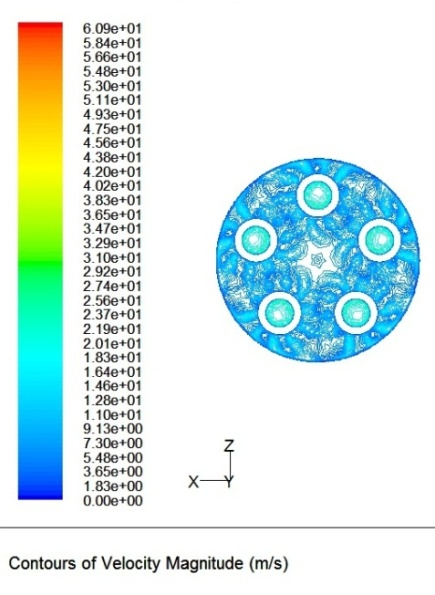 6.09e+01
5.84e+01
5.66e+01
5.48e+01
5.30e+01
5.11e+01
4.93e+01
4.75e+01
4.56e+01
4.38e+01
4.20e+01
4.02e+01
3.83e+01
3.65e+01
3.47e+01
3.29e+01
3.10e+01
2.92e+01
2.74e+01
2.56e+01
2.37e+01
2.19e+01
2.01e+01
1.83e+01
1.64e+01
1.46e+01
1.28e+01
1.10e+01
9.13e+00
7.30e+00
5.48e+00
3.65e+00
1.83e+00
0.00e+00
Z
X Y
Contours of Velocity Magnitude (m/s)